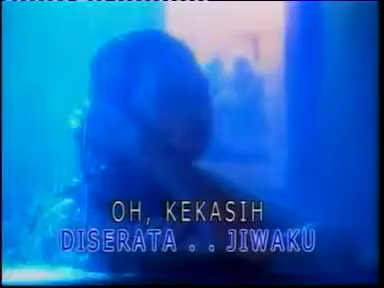 OH, KEKASIH
DISERATA . . JIWAKU